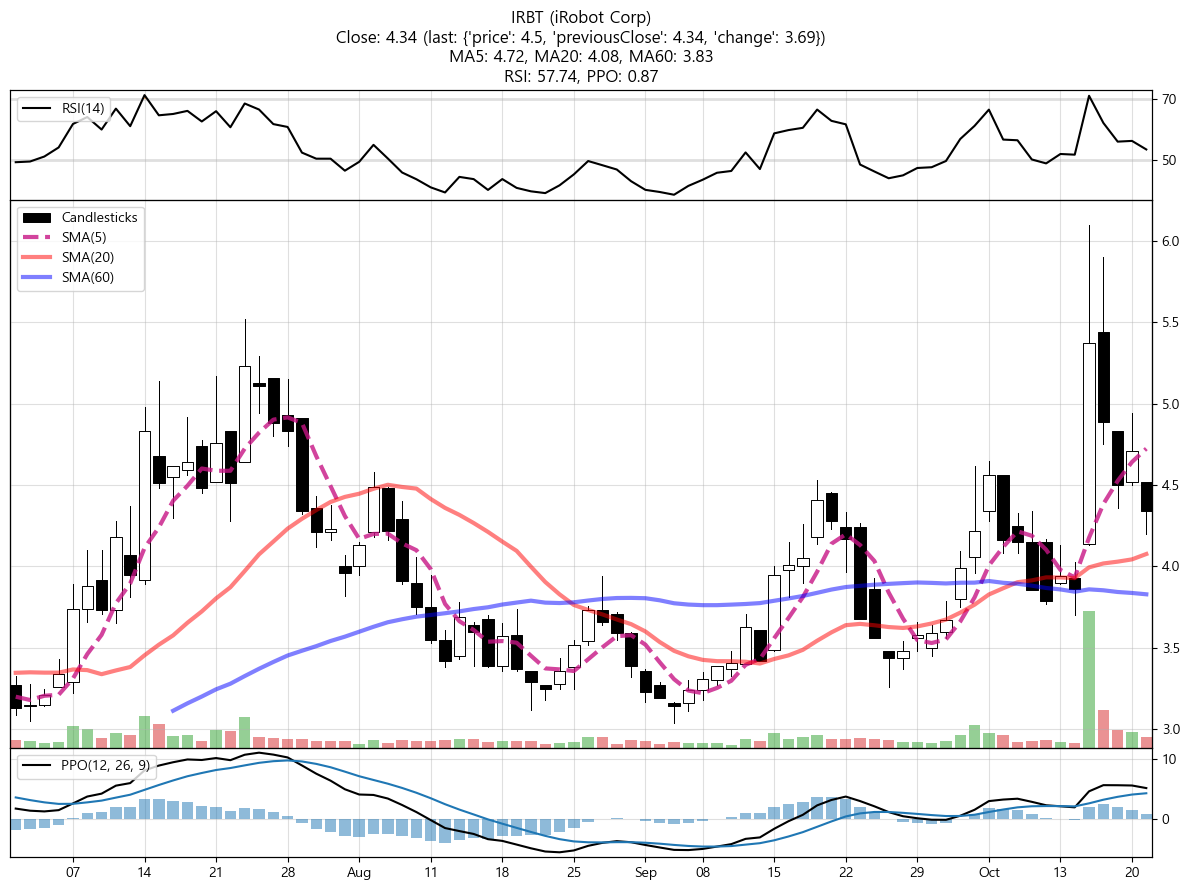 IRBT (iRobot Corp)
Close: 4.34 (last: {'price': 4.5, 'previousClose': 4.34, 'change': 3.69})
MA5: 4.72, MA20: 4.08, MA60: 3.83
RSI: 57.74, PPO: 0.87
RSI(14)
70
50
Candlesticks
SMA(5)
SMA(20)
SMA(60)
6.0
5.5
5.0
4.5
4.0
3.5
3.0
PPO(12, 26, 9)
10
0
07 14 21 28 Aug 11 18 25 Sep 08 15 22 29 Oct 13 20